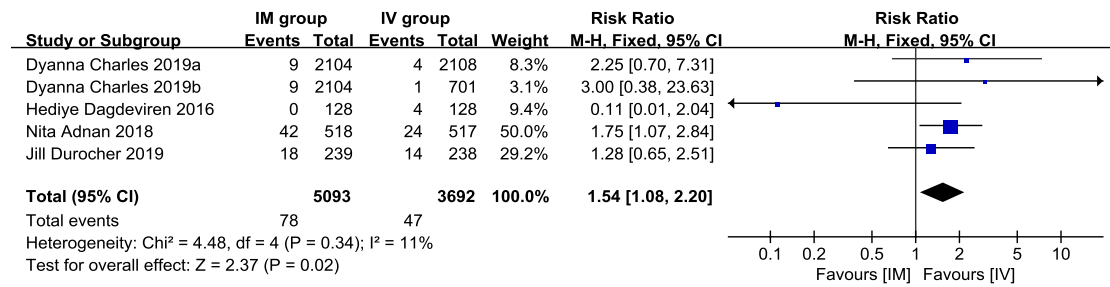 IM group IV group Risk Ratio Risk Ratio
Study or Subgroup Events Total Events Total Weight M-H, Fixed, 95% CI M-H, Fixed, 95% CI
Dyanna Charles 2019a 9 2104 4 2108 8.3% 2.25 [0.70, 7.31]
Dyanna Charles 2019b 9 2104 1 701 3.1% 3.00 [0.38, 23.63]
Hediye Dagdeviren 2016 0 128 4 128 9.4% 0.11 [0.01, 2.04]
Nita Adnan 2018 42 518 24 517 50.0% 1.75 [1.07, 2.84]
Jill Durocher 2019 18 239 14 238 29.2% 1.28 [0.65, 2.51]
Total (95% CI) 5093 3692 100.0% 1.54 [1.08, 2.20]
Total events 78 47
Heterogeneity: Chi² = 4.48, df = 4 (P = 0.34); I² = 11%
Test for overall effect: Z = 2.37 (P = 0.02)
0.1 0.2 0.5 1 2 5 10
Favours [IM] Favours [IV]